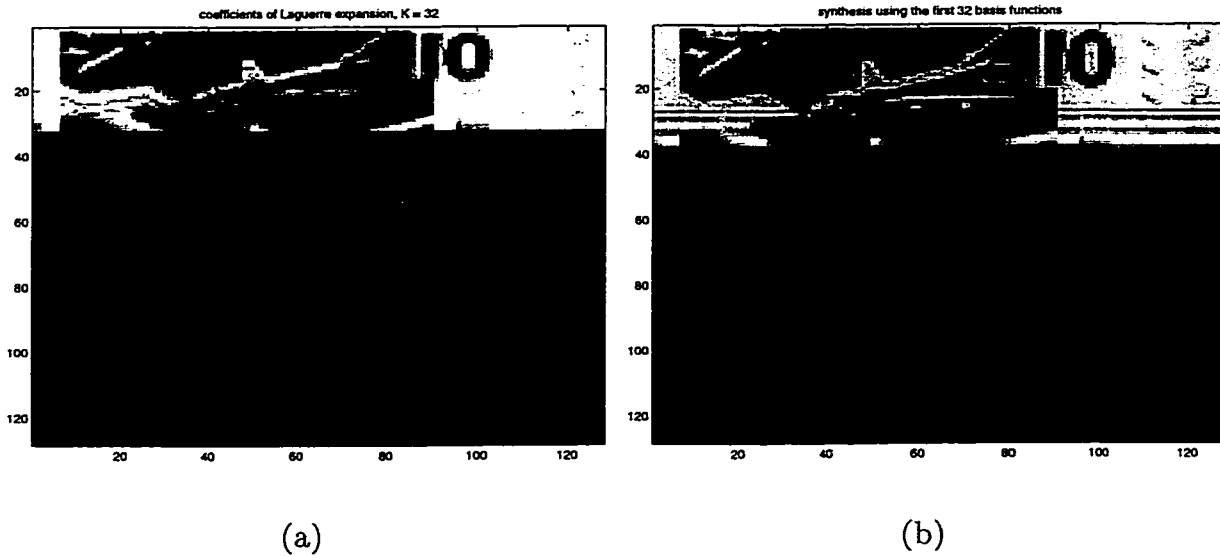 coefficients of Laguerre expansion, K = 32
20
40
60
80
100
120
20 40 60 80 100 120
(a)
synthesis using the first 32 basis functions
20
40
60
80
100
120
20 40 60 80 100 120
(b)